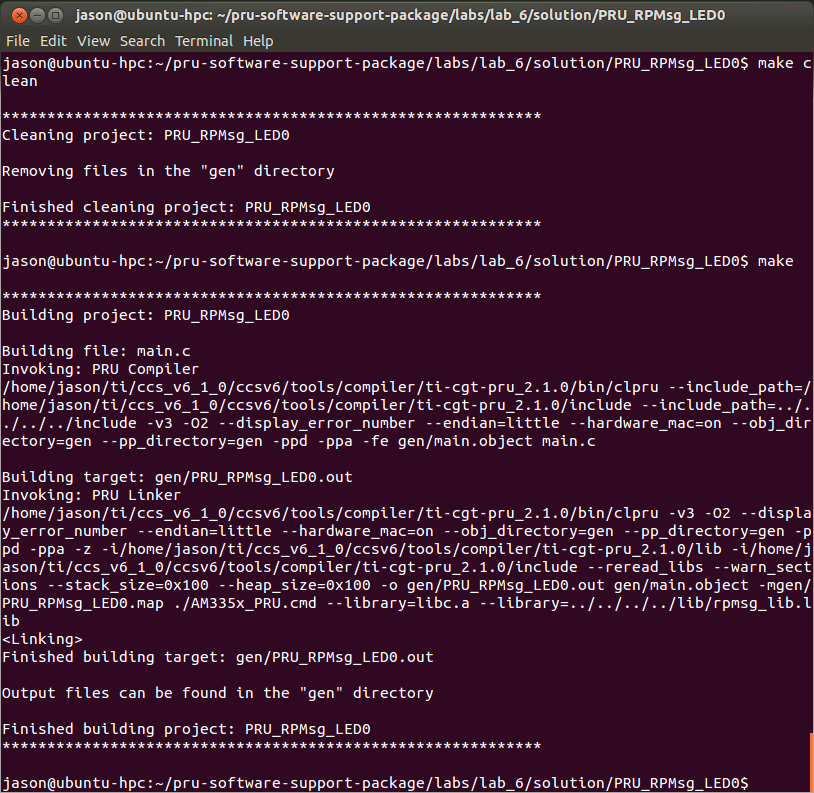 jason@ubuntu-hpc: ~/pru-software-support-package/labs/lab_6/solution/PRU_RPMsg_LED0
File Edit View Search Terminal Help
jason@ubuntu-hpc:~/pru-software-support-package/labs/lab_6/solution/PRU_RPMsg_LED0$ make c
lean
************************************************************
Cleaning project: PRU_RPMsg_LED0
Removing files in the "gen" directory
Finished cleaning project: PRU_RPMsg_LED0
************************************************************
jason@ubuntu-hpc:~/pru-software-support-package/labs/lab_6/solution/PRU_RPMsg_LED0$ make
************************************************************
Building project: PRU_RPMsg_LED0
Building file: main.c
Invoking: PRU Compiler
/home/jason/ti/ccs_v6_1_0/ccsv6/tools/compiler/ti-cgt-pru_2.1.0/bin/clpru --include_path=/
home/jason/ti/ccs_v6_1_0/ccsv6/tools/compiler/ti-cgt-pru_2.1.0/include --include_path=../.
./../../include -v3 -O2 --display_error_number --endian=little --hardware_mac=on --obj_dir
ectory=gen --pp_directory=gen -ppd -ppa -fe gen/main.object main.c
Building target: gen/PRU_RPMsg_LED0.out
Invoking: PRU Linker
/home/jason/ti/ccs_v6_1_0/ccsv6/tools/compiler/ti-cgt-pru_2.1.0/bin/clpru -v3 -O2 --displa
y_error_number --endian=little --hardware_mac=on --obj_directory=gen --pp_directory=gen -p
pd -ppa -z -i/home/jason/ti/ccs_v6_1_0/ccsv6/tools/compiler/ti-cgt-pru_2.1.0/lib -i/home/j
ason/ti/ccs_v6_1_0/ccsv6/tools/compiler/ti-cgt-pru_2.1.0/include --reread_libs --warn_sect
ions --stack_size=0x100 --heap_size=0x100 -o gen/PRU_RPMsg_LED0.out gen/main.object -mgen/
PRU_RPMsg_LED0.map ./AM335x_PRU.cmd --library=libc.a --library=../../../../lib/rpmsg_lib.l
ib
<Linking>
Finished building target: gen/PRU_RPMsg_LED0.out
Output files can be found in the "gen" directory
Finished building project: PRU_RPMsg_LED0
************************************************************
jason@ubuntu-hpc:~/pru-software-support-package/labs/lab_6/solution/PRU_RPMsg_LED0$